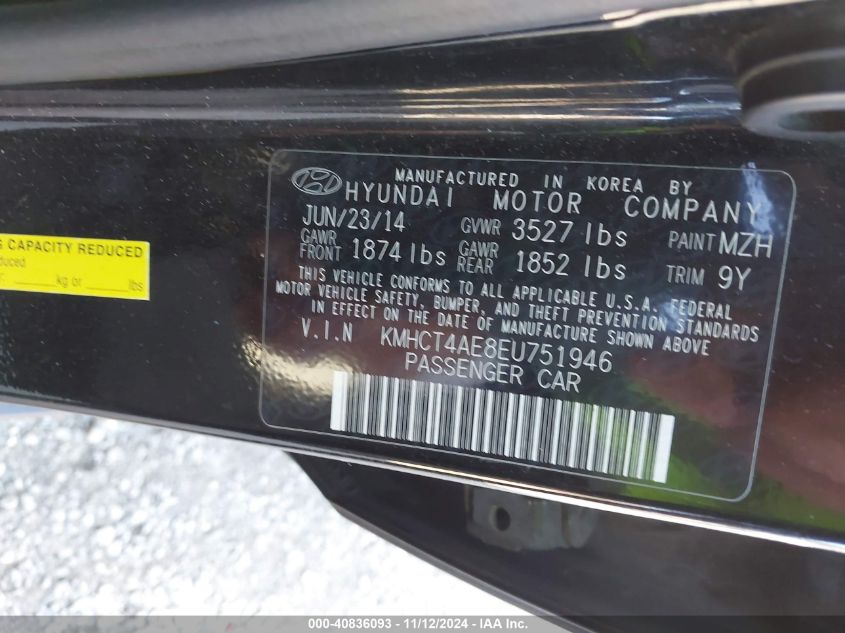 MANUFACTURED IN KOREA BY
HYUNDAI MOTOR COMPANY
JUN/23/14 GVWR 3527 lbs PAINT MZH
GAWR FRONT 1874 lbs GAWR REAR 1852 lbs TRIM 9Y
THIS VEHICLE CONFORMS TO ALL APPLICABLE U.S.A. FEDERAL
MOTOR VEHICLE SAFETY, BUMPER, AND THEFT PREVENTION STANDARDS
IN EFFECT ON THE DATE OF MANUFACTURE SHOWN ABOVE
V.I.N KMHCT4AE8EU751946
PASSENGER CAR
CAPACITY REDUCED
kg or lbs
000-40836093 - 11/12/2024 - IAA Inc.